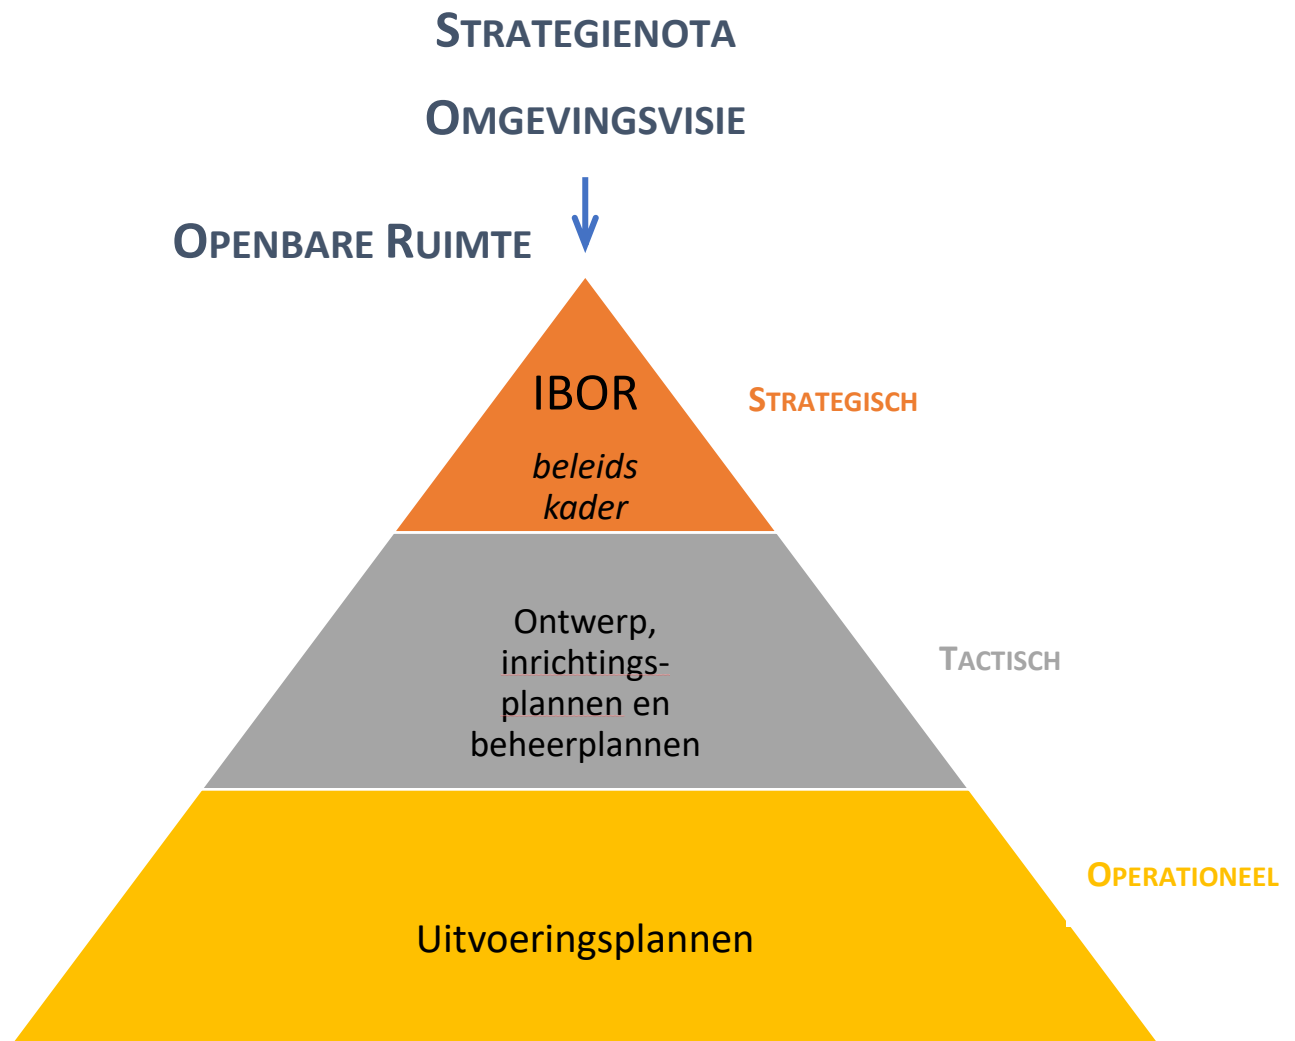 STRATEGIENOTA
OMGEVINGSVISIE
OPENBARE RUIMTE
IBOR
STRATEGISCH
beleids
kader
Ontwerp,
inrichtings-
plannen en
beheerplannen
TACTISCH
OPERATIONEEL
Uitvoeringsplannen